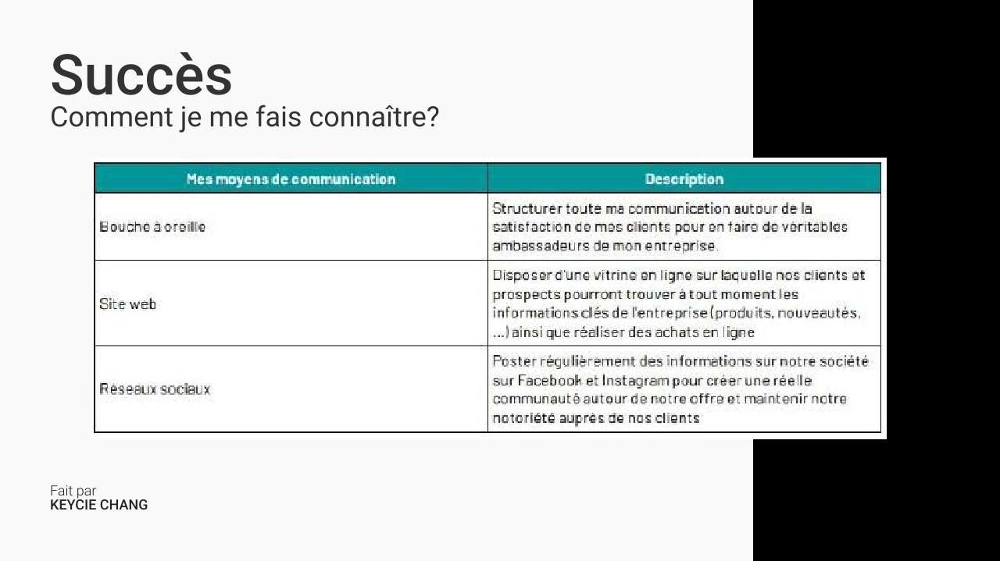 Succès
Comment je me fais connaître?
Mes moyens de communication
Description
Bouche à oreille
Structurer toute ma communication autour de la
satisfaction de mes clients pour en faire de véritables
ambassadeurs de mon entreprise.
Site web
Disposer d'une vitrine en ligne sur laquelle nos clients et
prospects pourront trouver à tout moment les
informations clés de l'entreprise (produits, nouveautés,
...) ainsi que réaliser des achats en ligne
Réseaux sociaux
Poster régulièrement des informations sur notre société
sur Facebook et Instagram pour créer une réelle
communauté autour de notre offre et maintenir notre
notoriété auprès de nos clients
Fait par
KEYCIE CHANG